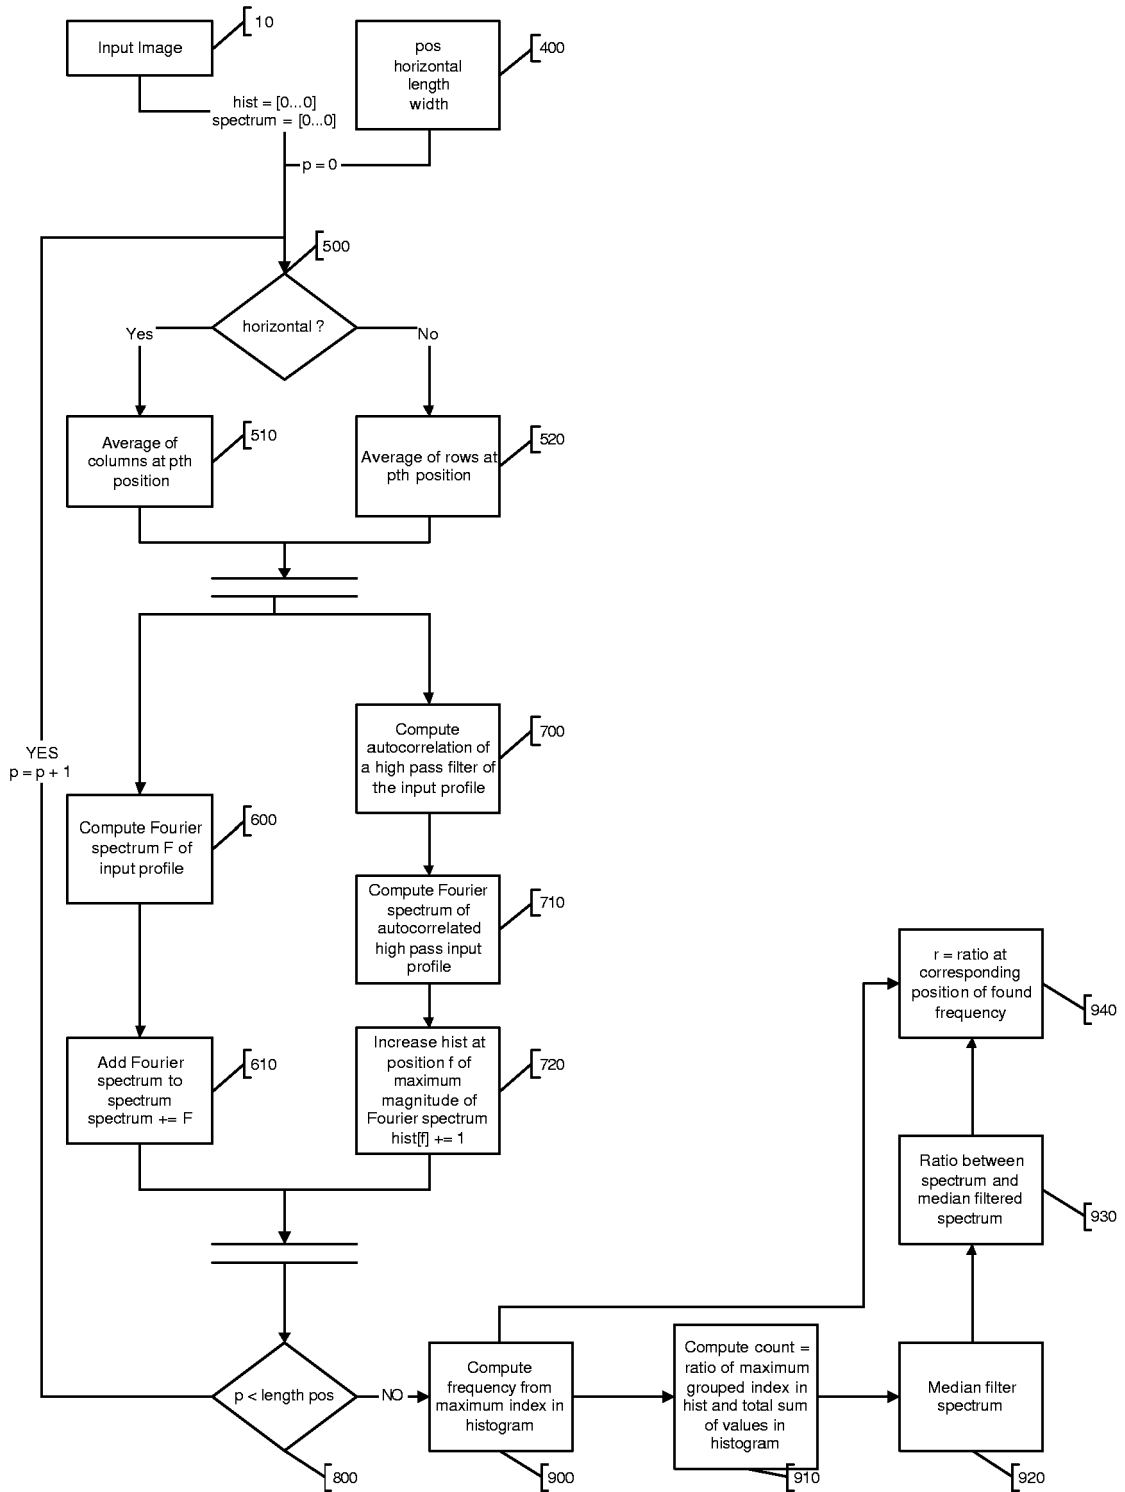 Input Image
10
pos
horizontal
length
width
400
hist = [0...0]
spectrum = [0...0]
p = 0
500
horizontal ?
Yes
No
Average of
columns at pth
position
510
Average of rows at
pth position
520
YES
p = p + 1
Compute
autocorrelation of
a high pass filter of
the input profile
700
Compute Fourier
spectrum F of
input profile
600
Compute Fourier
spectrum of
autocorrelated
high pass input
profile
710
Add Fourier
spectrum to
spectrum
spectrum += F
610
Increase hist at
position f of
maximum
magnitude of
Fourier spectrum
hist[f] += 1
720
r = ratio at
corresponding
position of found
frequency
940
Ratio between
spectrum and
median filtered
spectrum
930
p < length pos
800
NO
Compute
frequency from
maximum index in
histogram
900
Compute count =
ratio of maximum
grouped index in
hist and total sum
of values in
histogram
910
Median filter
spectrum
920